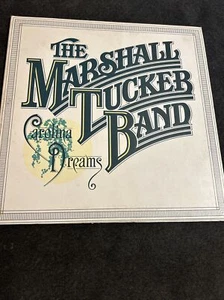 THE
MARSHALL
TUCKER
BAND
Carolina
Dreams